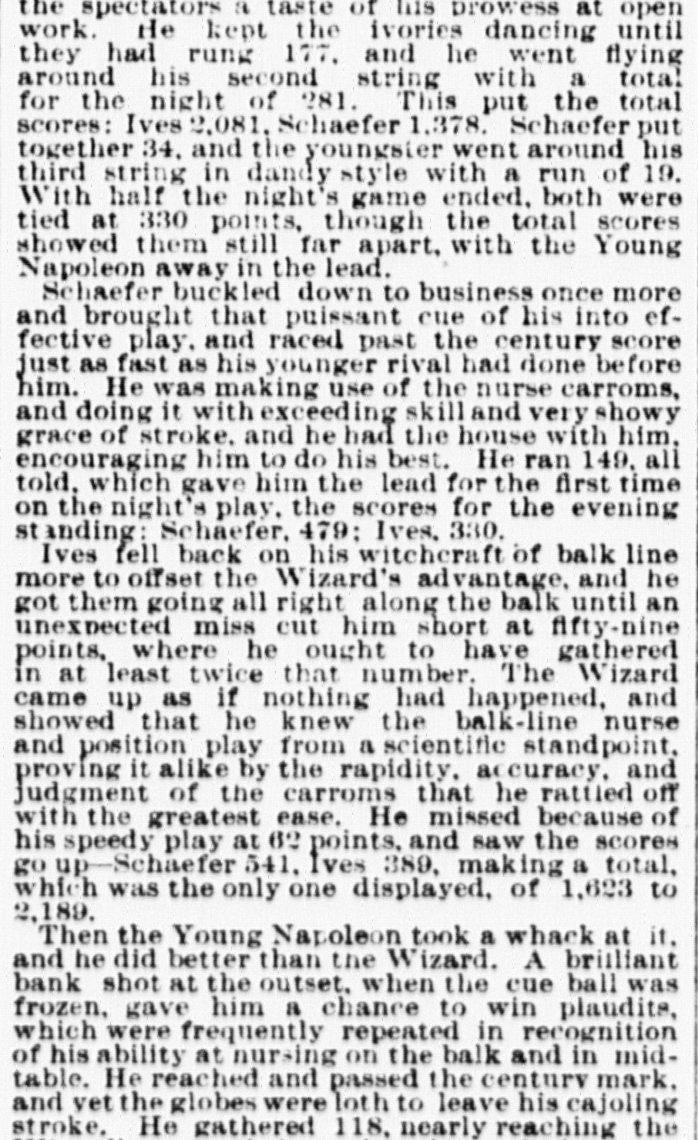 the spectators a taste of his prowess at open
work. He kept the ivories dancing until
they had rung 177, and he went flying
around his second string with a total
for the night of 281. This put the total
scores: Ives 2,081, Schaefer 1,378. Schaefer put
together 34, and the youngster went around his
third string in dandy style with a run of 19.
With half the night's game ended, both were
tied at 330 points, though the total scores
showed them still far apart, with the Young
Napoleon away in the lead.
Schaefer buckled down to business once more
and brought that puissant cue of his into ef-
fective play, and raced past the century score
just as fast as his younger rival had done before
him. He was making use of the nurse carroms,
and doing it with exceeding skill and very showy
grace of stroke, and he had the house with him,
encouraging him to do his best. He ran 149, all
told, which gave him the lead for the first time
on the night's play, the scores for the evening
standing: Schaefer, 479; Ives, 330.
Ives fell back on his witchcraft of balk line
more to offset the Wizard's advantage, and he
got them going all right along the balk until an
unexpected miss cut him short at fifty-nine
points, where he ought to have gathered
in at least twice that number. The Wizard
came up as if nothing had happened, and
showed that he knew the balk-line nurse
and position play from a scientific standpoint,
proving it alike by the rapidity, accuracy, and
judgment of the carroms that he rattled off
with the greatest ease. He missed because of
his speedy play at 62 points, and saw the scores
go up—Schaefer 541, Ives 389, making a total,
which was the only one displayed, of 1,623 to
2,189.
Then the Young Napoleon took a whack at it,
and he did better than the Wizard. A brilliant
bank shot at the outset, when the cue ball was
frozen, gave him a chance to win plaudits,
which were frequently repeated in recognition
of his ability at nursing on the balk and in mid-
table. He reached and passed the century mark,
and yet the globes were loth to leave his cajoling
stroke. He gathered 118, nearly reaching the